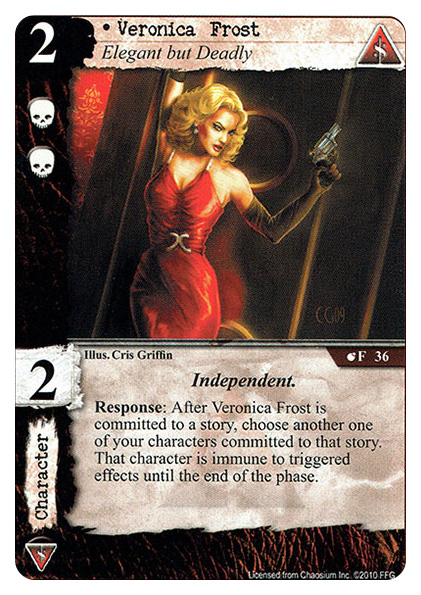 2
• Veronica Frost
Elegant but Deadly
$
CG09
Illus. Cris Griffin
F 36
2
Independent.
Response: After Veronica Frost is
committed to a story, choose another one
of your characters committed to that story.
That character is immune to triggered
effects until the end of the phase.
Character
$
Licensed from Chaosium Inc. ©2010 FFG